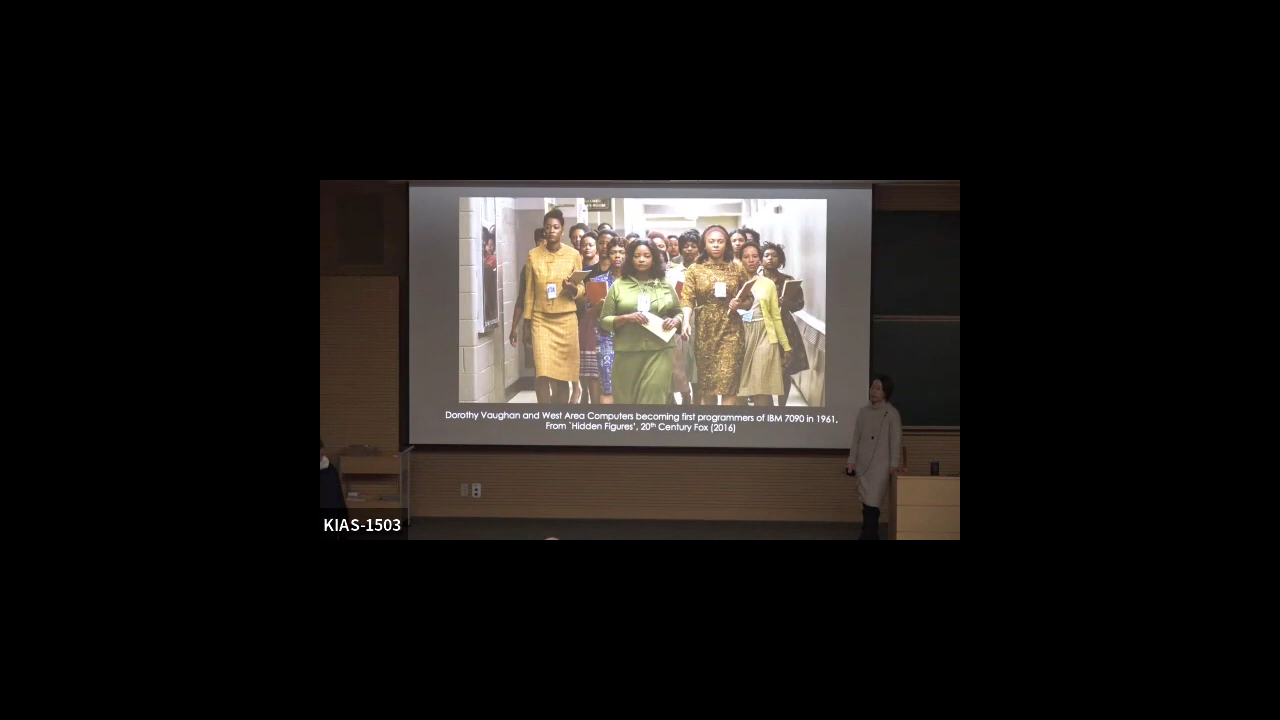 Dorothy Vaughan and West Area Computers becoming first programmers of IBM 7090 in 1961,
From `Hidden Figures', 20th Century Fox (2016)
KIAS-1503